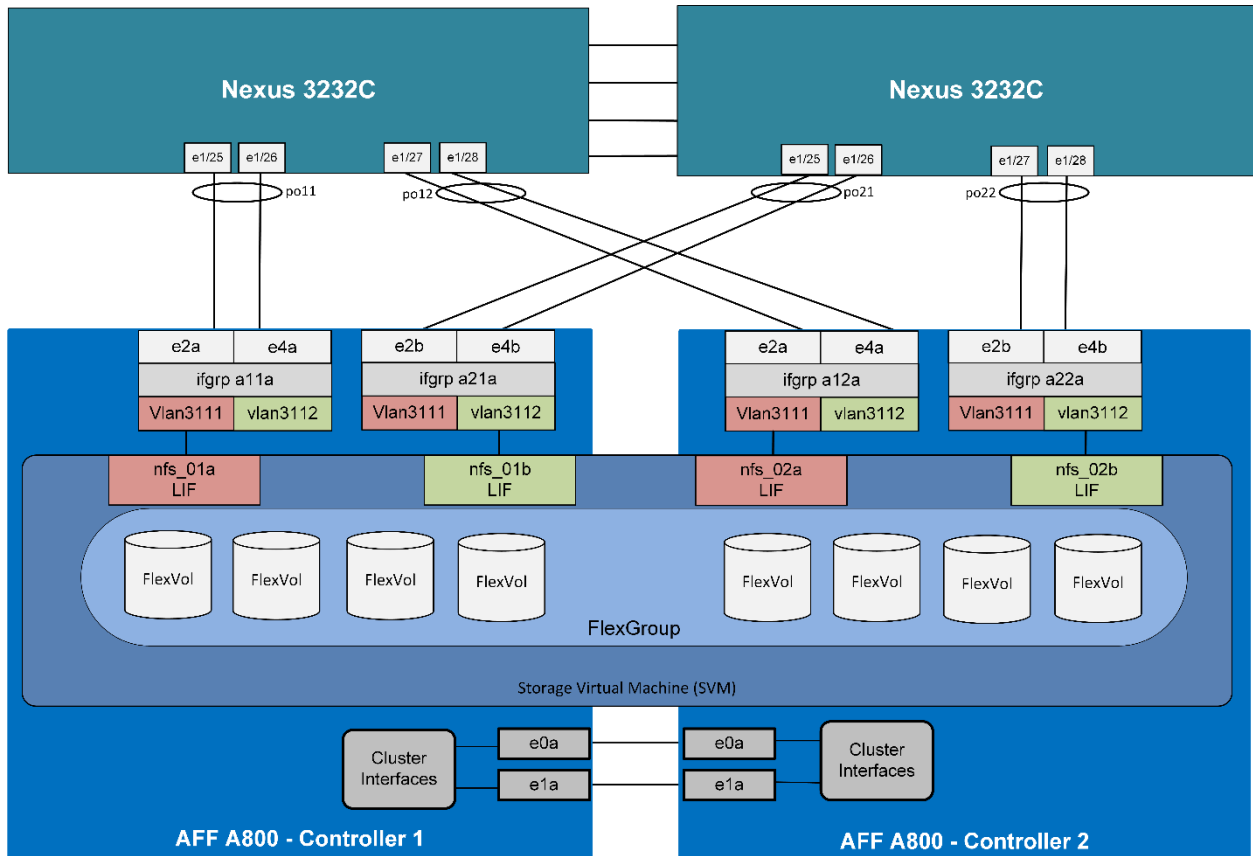 Nexus 3232C
Nexus 3232C
e1/25
e1/26
e1/27
e1/28
e1/25
e1/26
e1/27
e1/28
po11
po12
po21
po22
e2a
e4a
e2b
e4b
e2a
e4a
e2b
e4b
ifgrp a11a
ifgrp a21a
ifgrp a12a
ifgrp a22a
Vlan3111
vlan3112
Vlan3111
vlan3112
Vlan3111
vlan3112
Vlan3111
vlan3112
nfs_01a
LIF
nfs_01b
LIF
nfs_02a
LIF
nfs_02b
LIF
FlexVol
FlexVol
FlexVol
FlexVol
FlexVol
FlexVol
FlexVol
FlexVol
FlexGroup
Storage Virtual Machine (SVM)
Cluster
Interfaces
e0a
e1a
e0a
e1a
Cluster
Interfaces
AFF A800 - Controller 1
AFF A800 - Controller 2